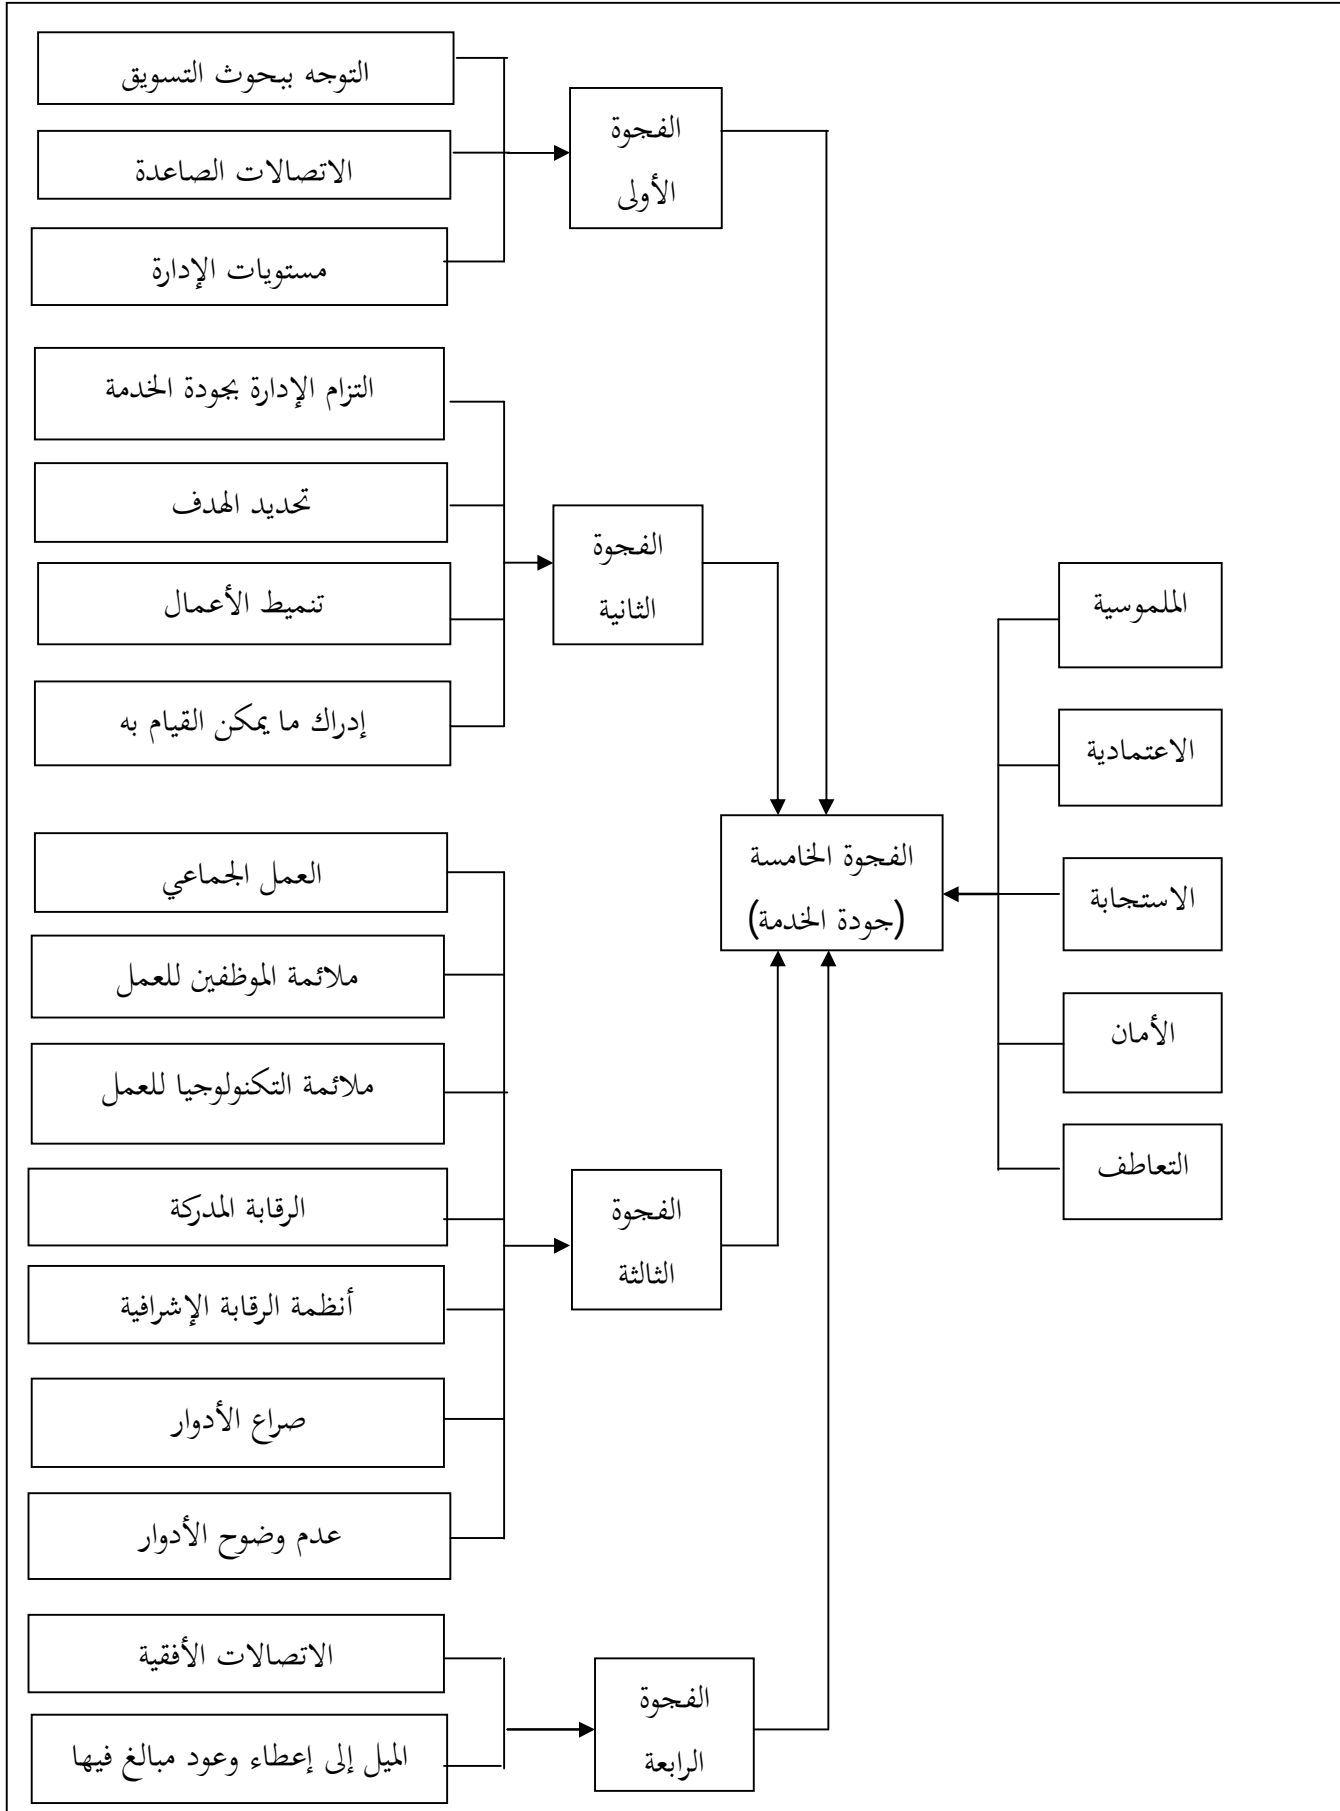 التوجه ببحوث التسويق
الاتصالات الصاعدة
مستويات الإدارة
الفجوة
الأولى
التزام الإدارة بجودة الخدمة
تحديد الهدف
تنميط الأعمال
إدراك ما يمكن القيام به
الفجوة
الثانية
العمل الجماعي
ملائمة الموظفين للعمل
ملائمة التكنولوجيا للعمل
الرقابة المدركة
أنظمة الرقابة الإشرافية
صراع الأدوار
عدم وضوح الأدوار
الفجوة
الثالثة
الاتصالات الأفقية
الميل إلى إعطاء وعود مبالغ فيها
الفجوة
الرابعة
الفجوة الخامسة
(جودة الخدمة)
الملموسية
الاعتمادية
الاستجابة
الأمان
التعاطف